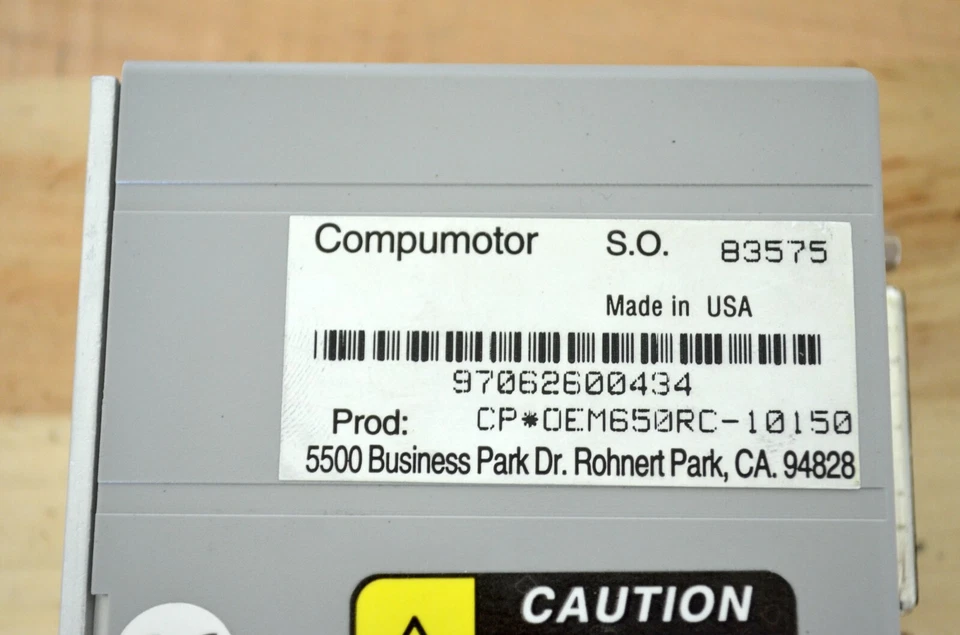 Compumotor S.O. 83575
Made in USA
97062600434
Prod: CP*OEM650RC-10150
5500 Business Park Dr. Rohnert Park, CA. 94828
CAUTION